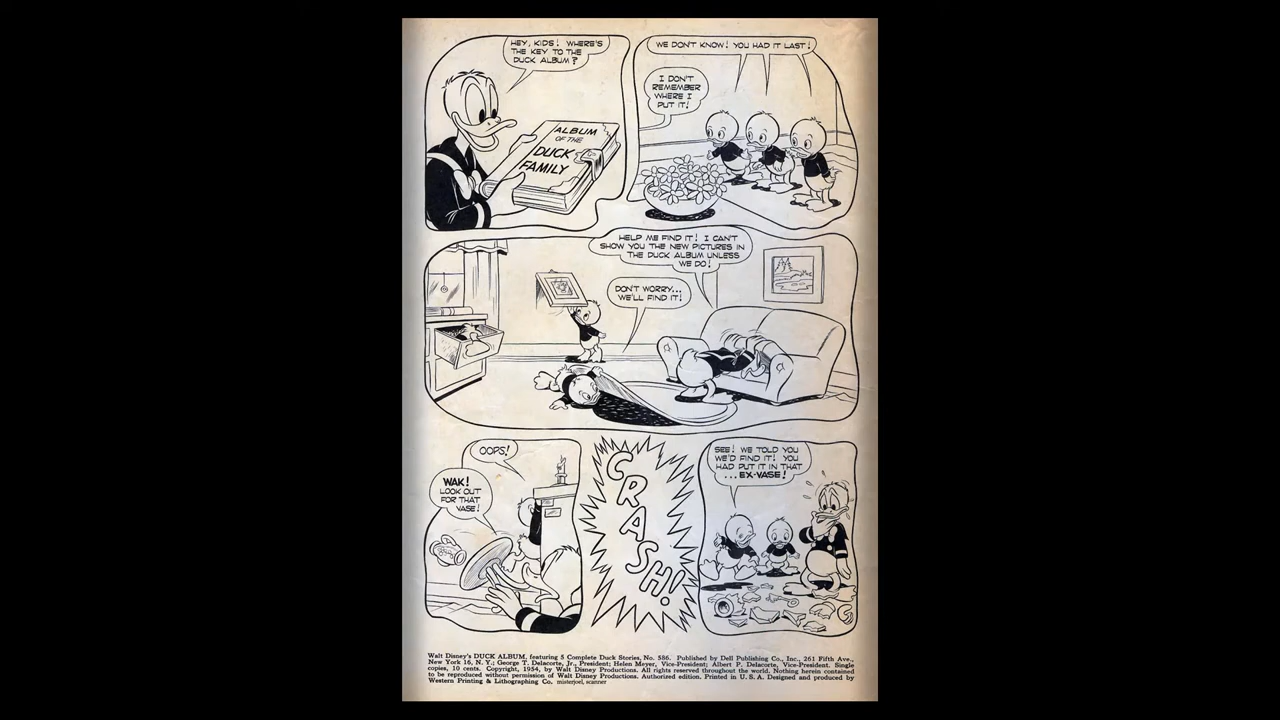 HEY, KIDS! WHERE'S
THE KEY TO THE
DUCK ALBUM?
ALBUM
OF THE
DUCK
FAMILY
WE DON'T KNOW! YOU HAD IT LAST!
I DON'T
REMEMBER
WHERE I
PUT IT!
HELP ME FIND IT! I CAN'T
SHOW YOU THE NEW PICTURES IN
THE DUCK ALBUM UNLESS
WE DO!
DON'T WORRY...
WE'LL FIND IT!
OOPS!
WAK!
LOOK OUT
FOR THAT
VASE!
CRASH!
SEE! WE TOLD YOU
WE'D FIND IT! YOU
HAD PUT IT IN THAT
...EX-VASE!
Walt Disney's DUCK ALBUM, featuring 5 Complete Duck Stories, No. 586. Published by Dell Publishing Co., Inc., 261 Fifth Ave.,
New York 16, N. Y.; George T. Delacorte, Jr., President; Helen Meyer, Vice-President; Albert P. Delacorte, Vice-President. Single
copies, 10 cents. Copyright, 1954, by Walt Disney Productions. All rights reserved throughout the world. Nothing herein contained
to be reproduced without permission of Walt Disney Productions. Authorized edition. Printed in U. S. A. Designed and produced by
Western Printing & Lithographing Co. misterjoel, scanner